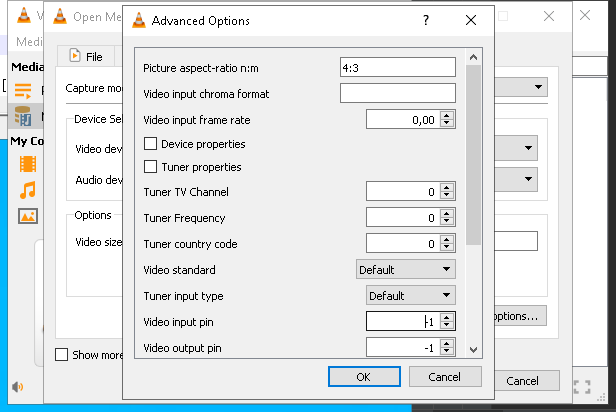 V
Open Me
Advanced Options
?
Medi
File
Media
Picture aspect-ratio n:m
4:3
Capture mo
Video input chroma format
Video input frame rate
0,00
Device Sel
Device properties
My Co
Video dev
Tuner properties
Audio dev
Tuner TV Channel
0
Options
Tuner Frequency
0
Video size
Tuner country code
0
Video standard
Default
Tuner input type
Default
Video input pin
-1
ptions...
Show more
Video output pin
-1
OK
Cancel
Cancel